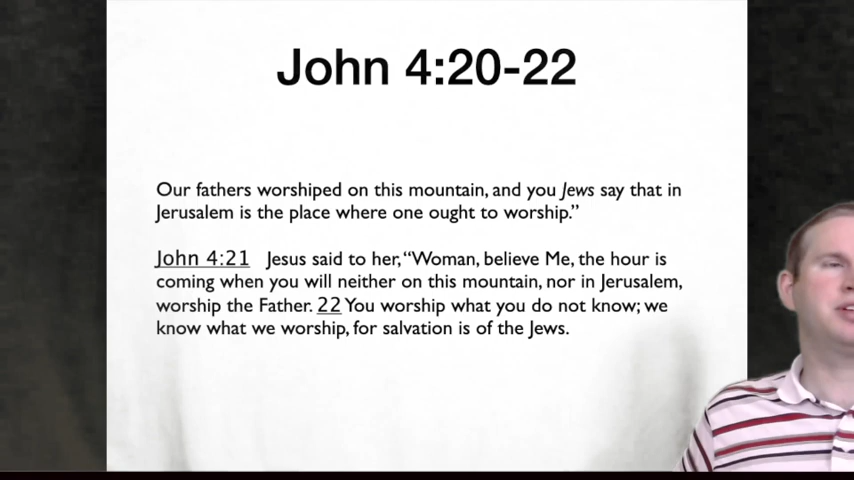 John 4:20-22
Our fathers worshiped on this mountain, and you Jews say that in
Jerusalem is the place where one ought to worship.”
John 4:21 Jesus said to her, “Woman, believe Me, the hour is
coming when you will neither on this mountain, nor in Jerusalem,
worship the Father. 22 You worship what you do not know; we
know what we worship, for salvation is of the Jews.